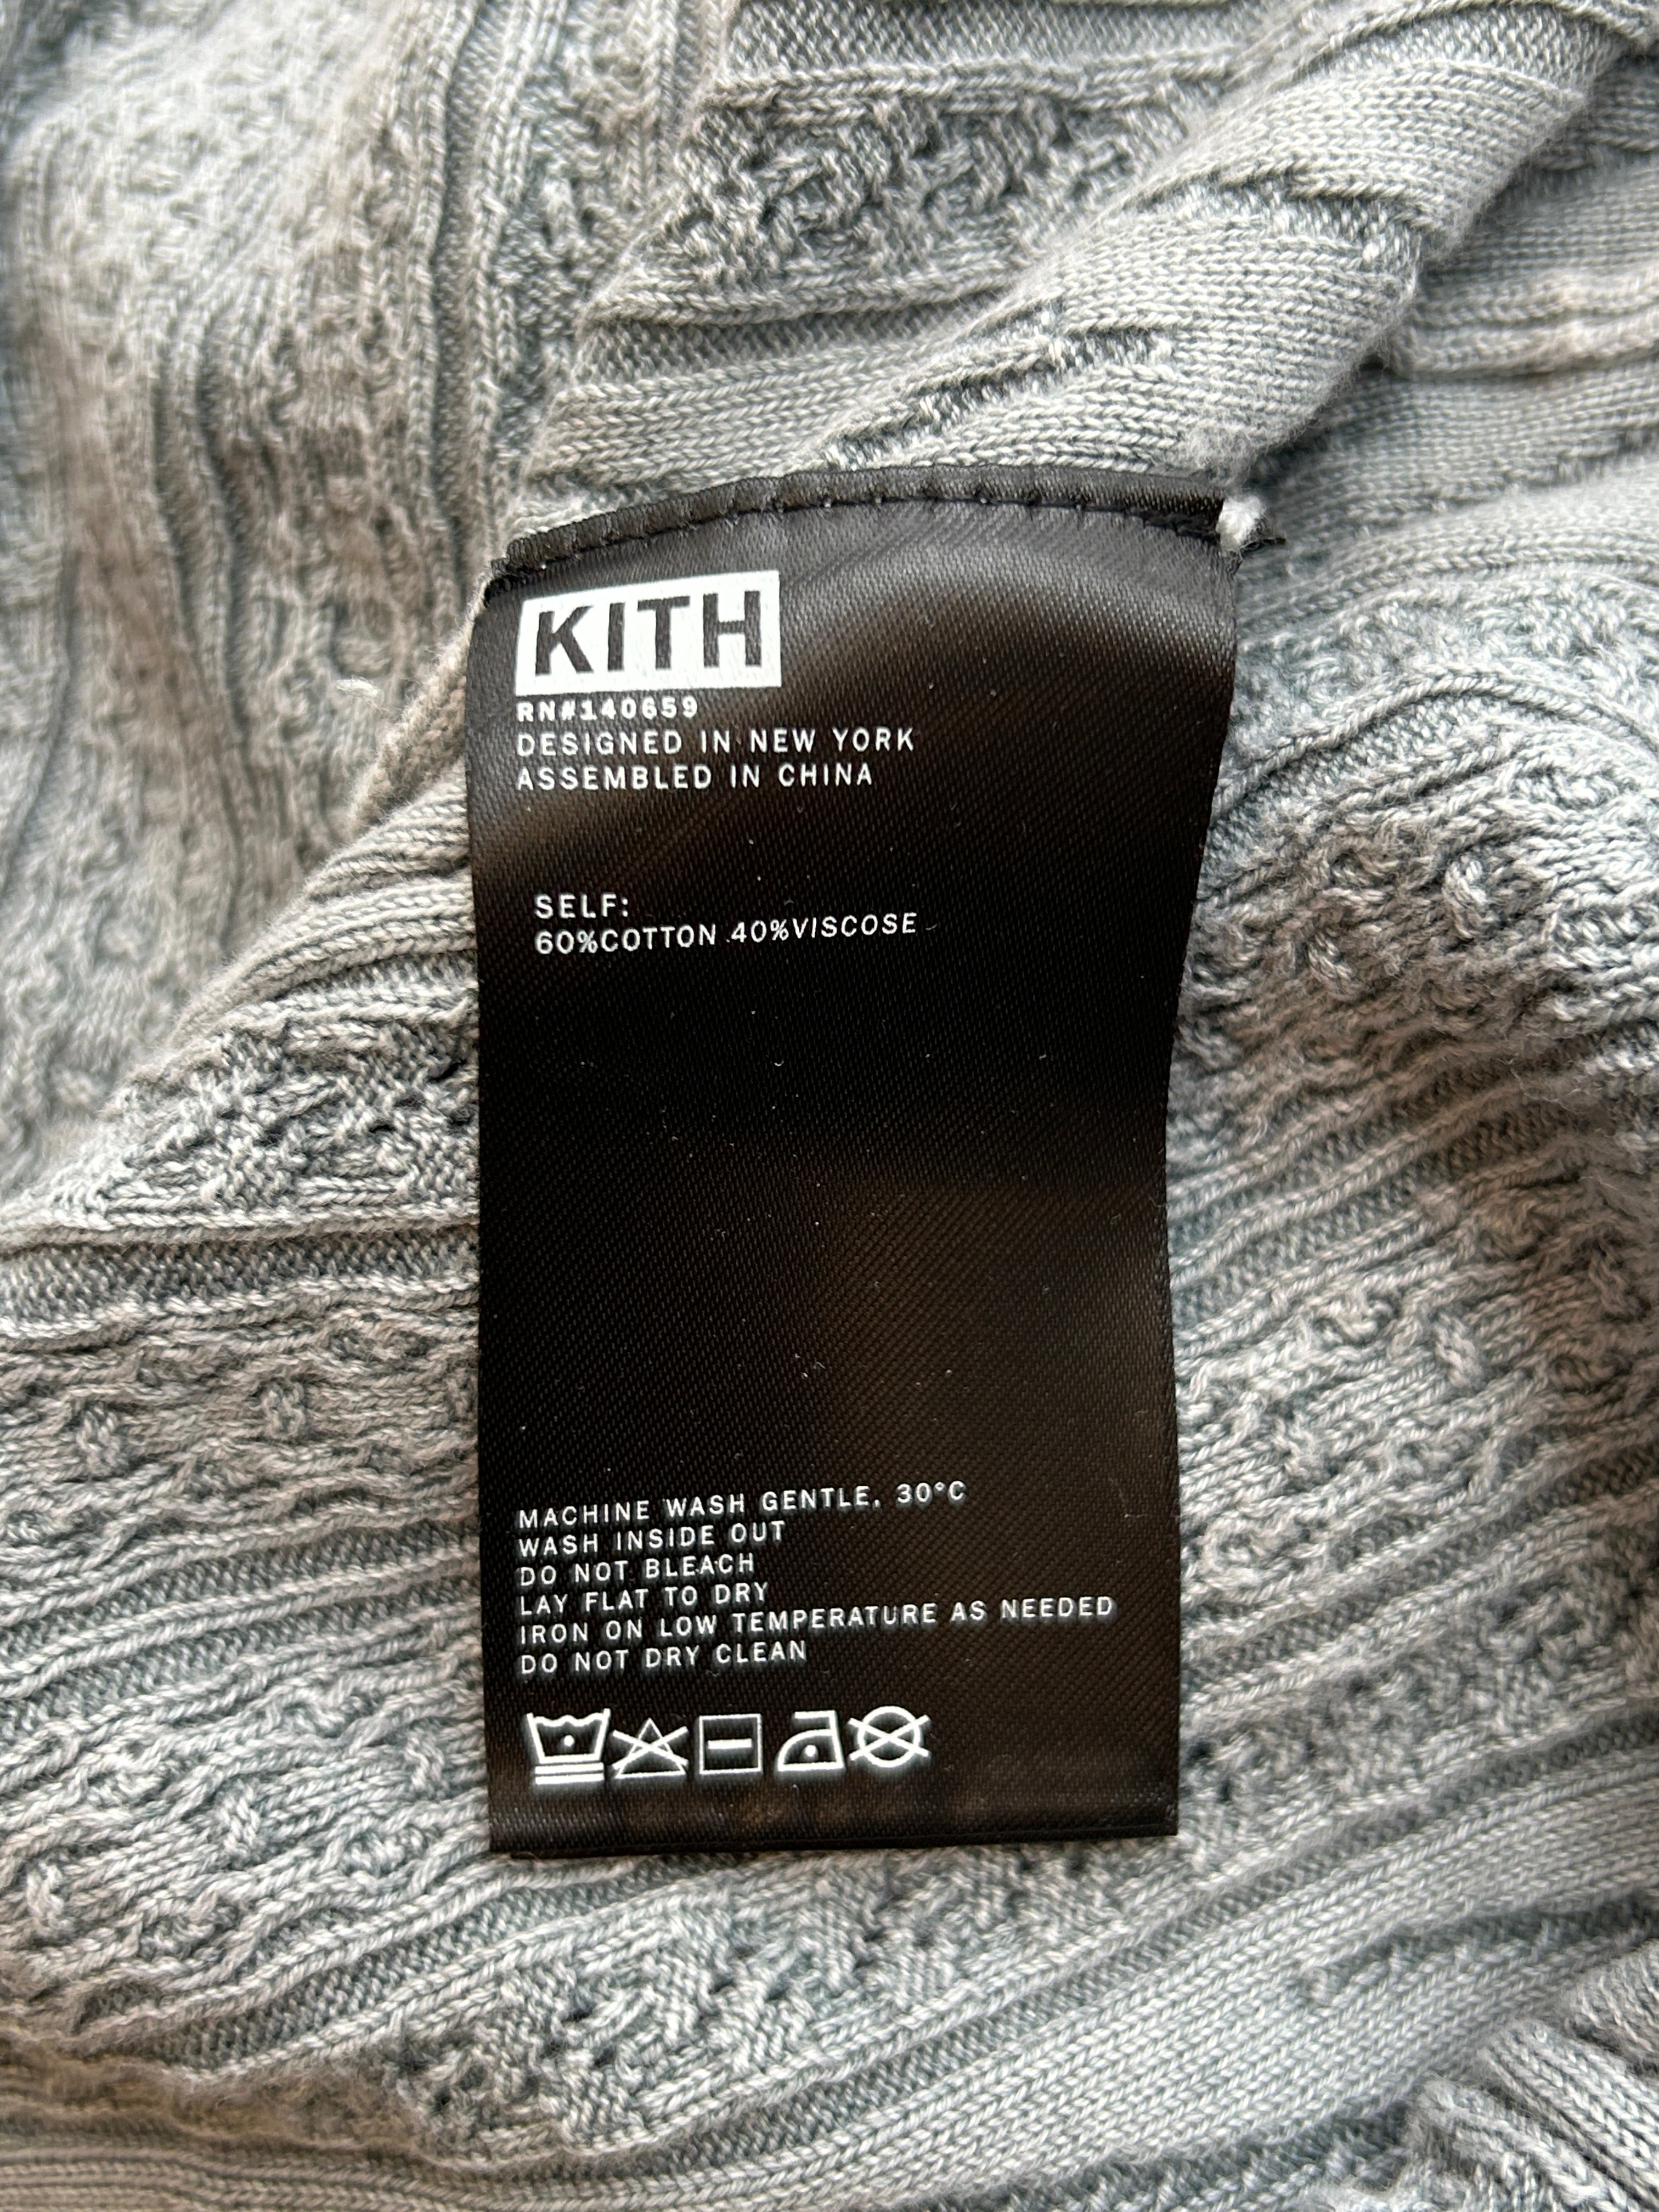 KITH
RN#140659
DESIGNED IN NEW YORK
ASSEMBLED IN CHINA
SELF:
60%COTTON 40%VISCOSE
MACHINE WASH GENTLE, 30°C
WASH INSIDE OUT
DO NOT BLEACH
LAY FLAT TO DRY
IRON ON LOW TEMPERATURE AS NEEDED
DO NOT DRY CLEAN